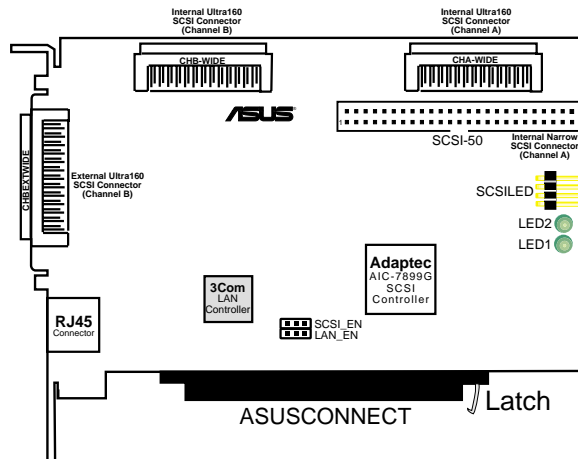 Internal Ultra160
SCSI Connector
(Channel B)
Internal Ultra160
SCSI Connector
(Channel A)
CHB-WIDE
CHA-WIDE
ASUS
1
SCSI-50
Internal Narrow
SCSI Connector
(Channel A)
CHBEXTWIDE
External Ultra160
SCSI Connector
(Channel B)
SCSILED
LED2
LED1
Adaptec
AIC-7899G
SCSI
Controller
3Com
LAN
Controller
RJ45
Connector
SCSI_EN
LAN_EN
ASUSCONNECT
Latch